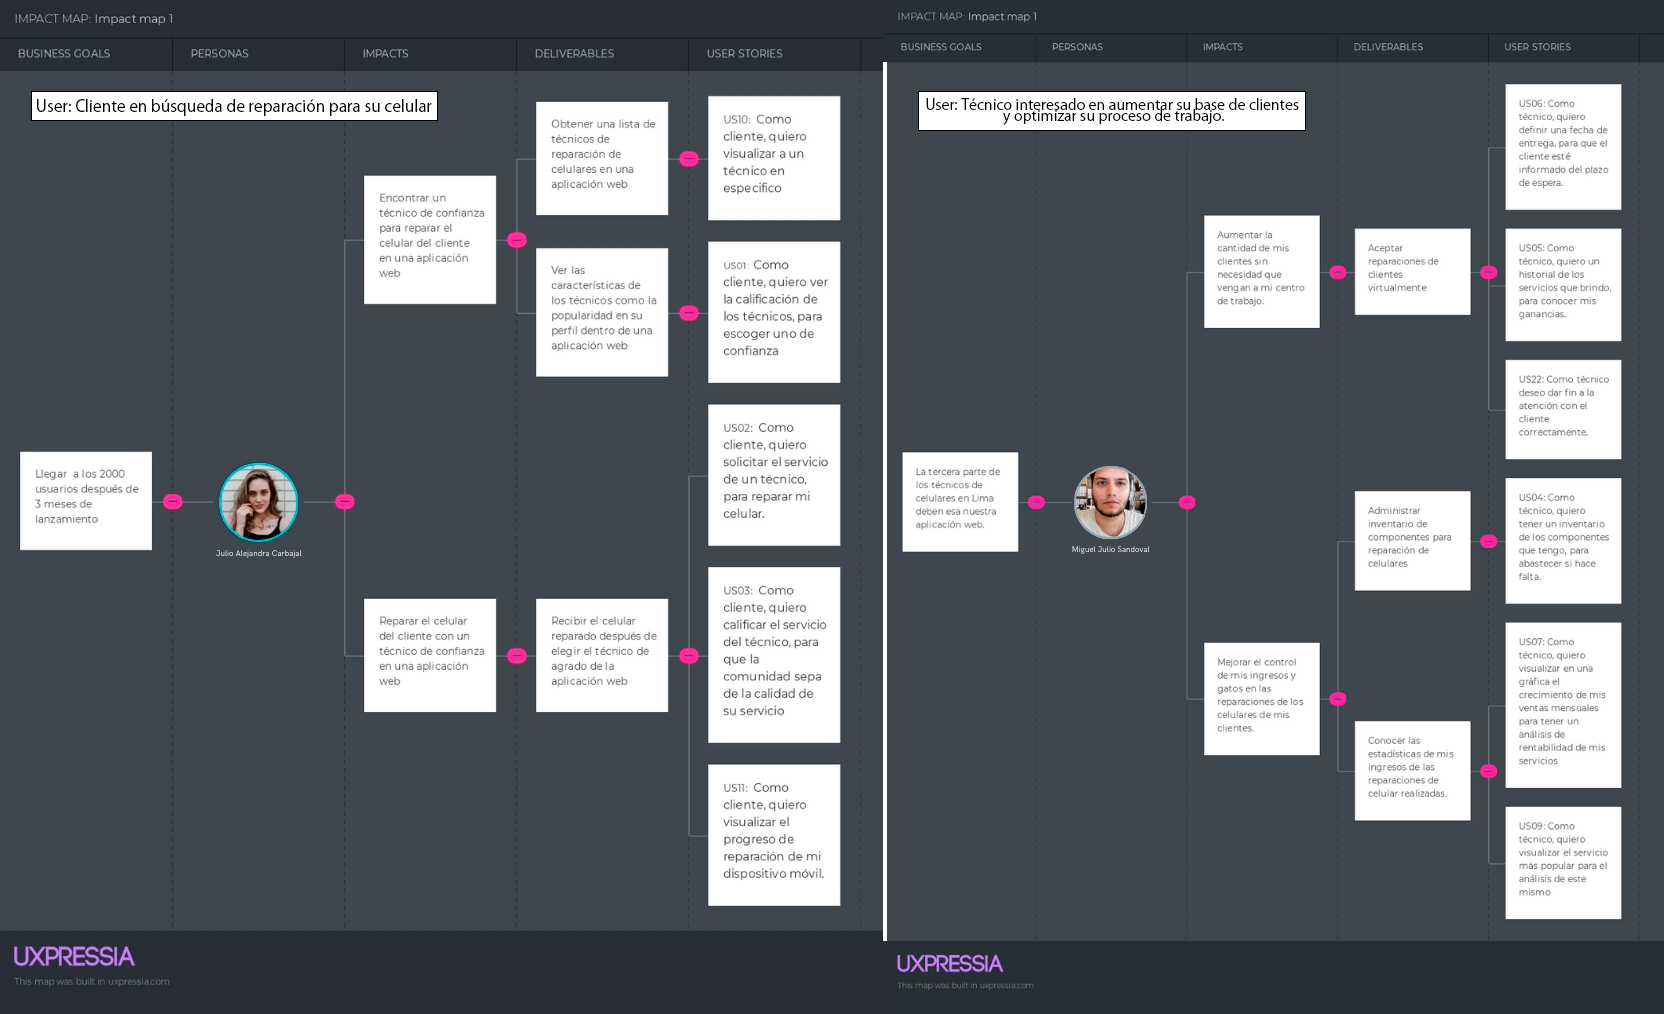 IMPACT MAP: Impact map 1
BUSINESS GOALS
PERSONAS
IMPACTS
DELIVERABLES
USER STORIES
User: Cliente en búsqueda de reparación para su celular
Llegar a los 2000
usuarios después de
3 meses de
lanzamiento
Julio Alejandra Carbajal
Encontrar un
técnico de confianza
para reparar el
celular del cliente
en una aplicación
web
Obtener una lista de
técnicos de
reparación de
celulares en una
aplicación web
US10: Como
cliente, quiero
visualizar a un
técnico en
especifico
Ver las
características de
los técnicos como la
popularidad en su
perfil dentro de una
aplicación web
US01: Como
cliente, quiero ver
la calificación de
los técnicos, para
escoger uno de
confianza
Reparar el celular
del cliente con un
técnico de confianza
en una aplicación
web
Recibir el celular
reparado después de
elegir el técnico de
agrado de la
aplicación web
US02: Como
cliente, quiero
solicitar el servicio
de un técnico,
para reparar mi
celular.
US03: Como
cliente, quiero
calificar el servicio
del técnico, para
que la
comunidad sepa
de la calidad de
su servicio
US11: Como
cliente, quiero
visualizar el
progreso de
reparación de mi
dispositivo móvil.
UXPRESSIA
This map was built in uxpressia.com
IMPACT MAP: Impact map 1
BUSINESS GOALS
PERSONAS
IMPACTS
DELIVERABLES
USER STORIES
User: Técnico interesado en aumentar su base de clientes
y optimizar su proceso de trabajo.
La tercera parte de
los técnicos de
celulares en Lima
deben esa nuestra
aplicación web.
Miguel Julio Sandoval
Aumentar la
cantidad de mis
clientes sin
necesidad que
vengan a mi centro
de trabajo.
Aceptar
reparaciones de
clientes
virtualmente
US06: Como
técnico, quiero
definir una fecha de
entrega, para que el
cliente esté
informado del plazo
de espera.
US05: Como
técnico, quiero un
historial de los
servicios que brindo,
para conocer mis
ganancias.
US22: Como técnico
deseo dar fin a la
atención con el
cliente
correctamente.
Mejorar el control
de mis ingresos y
gatos en las
reparaciones de los
celulares de mis
clientes.
Administrar
inventario de
componentes para
reparación de
celulares
US04: Como
técnico, quiero
tener un inventario
de los componentes
que tengo, para
abastecer si hace
falta.
Conocer las
estadísticas de mis
ingresos de las
reparaciones de
celular realizadas.
US07: Como
técnico, quiero
visualizar en una
gráfica el
crecimiento de mis
ventas mensuales
para tener un
análisis de
rentabilidad de mis
servicios
US09: Como
técnico, quiero
visualizar el servicio
más popular para el
análisis de este
mismo
UXPRESSIA
This map was built in uxpressia.com